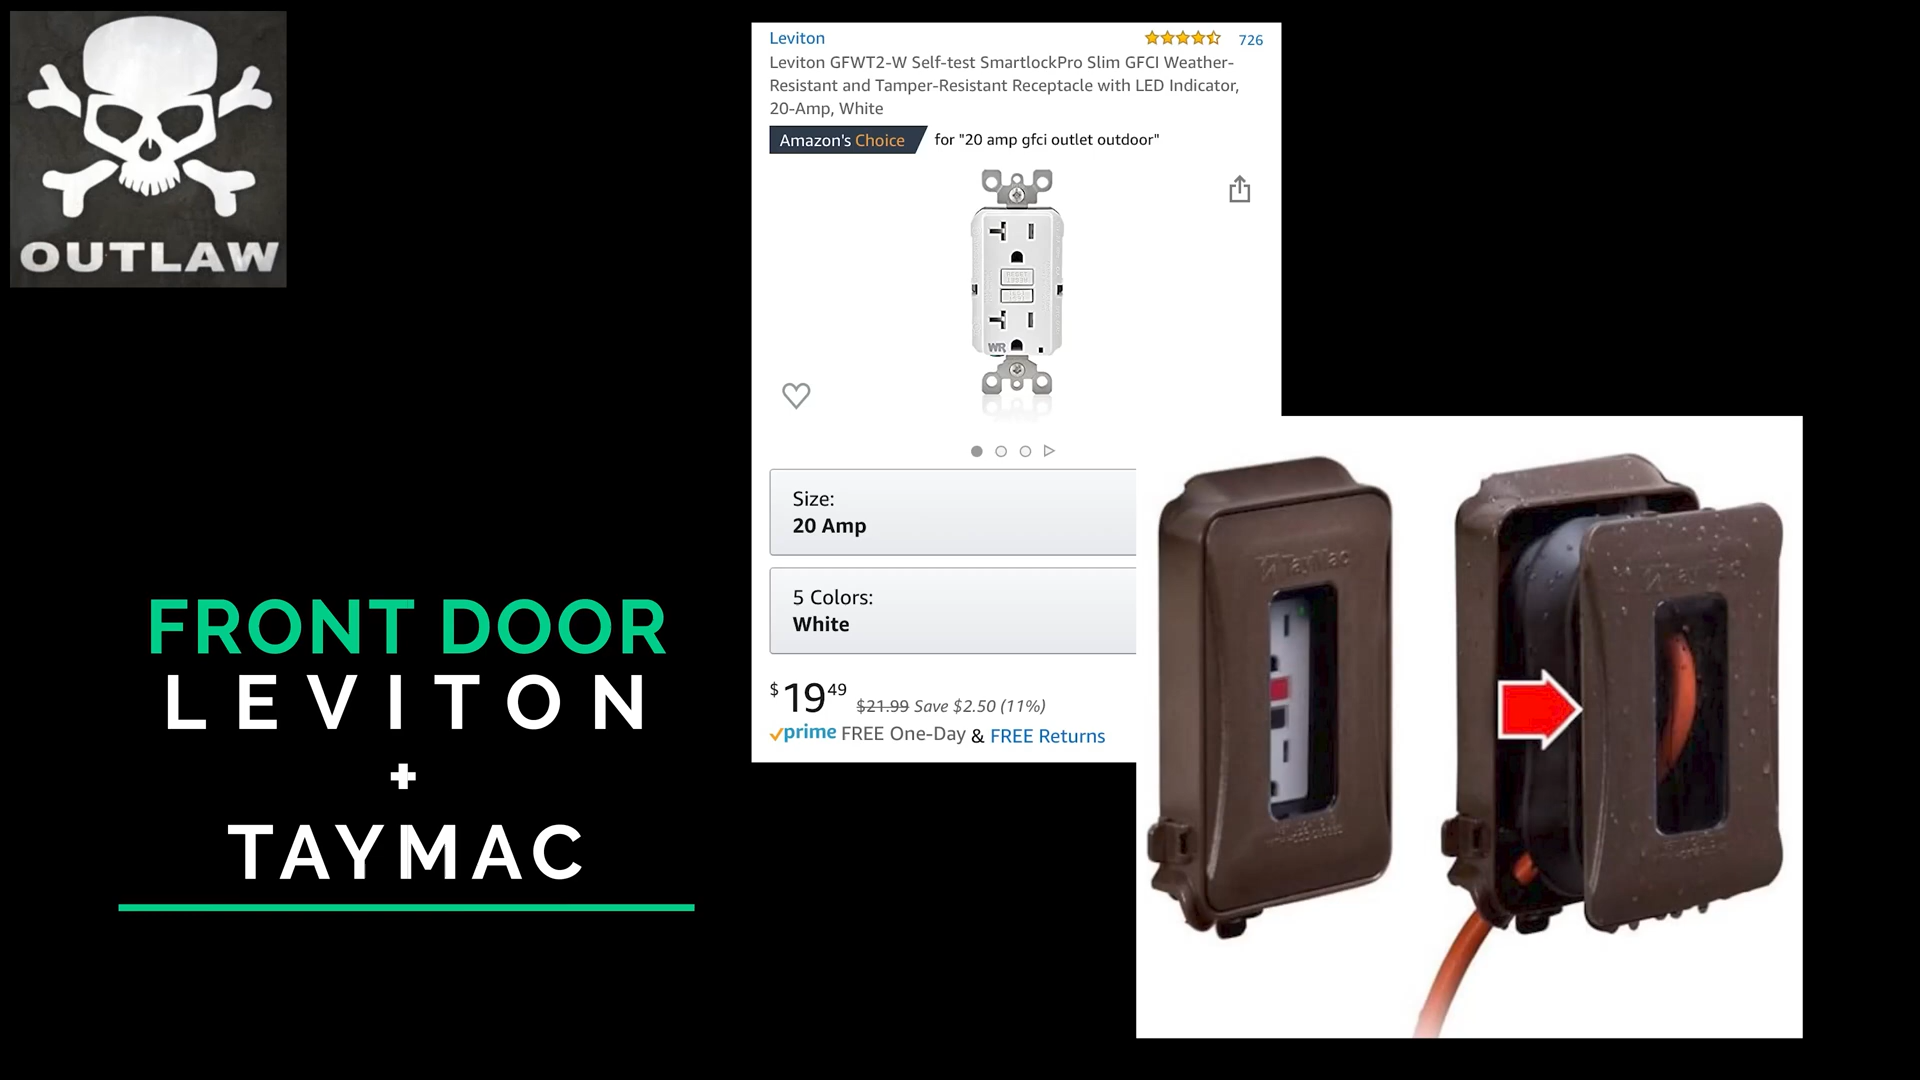 OUTLAW
FRONT DOOR
LEVITON
+
TAYMAC
Leviton
726
Leviton GFWT2-W Self-test SmartlockPro Slim GFCI Weather-
Resistant and Tamper-Resistant Receptacle with LED Indicator,
20-Amp, White
Amazon's Choice for "20 amp gfci outlet outdoor"
WR
Size:
20 Amp
5 Colors:
White
$19.49 $21.99 Save $2.50 (11%)
prime FREE One-Day & FREE Returns
TayMac